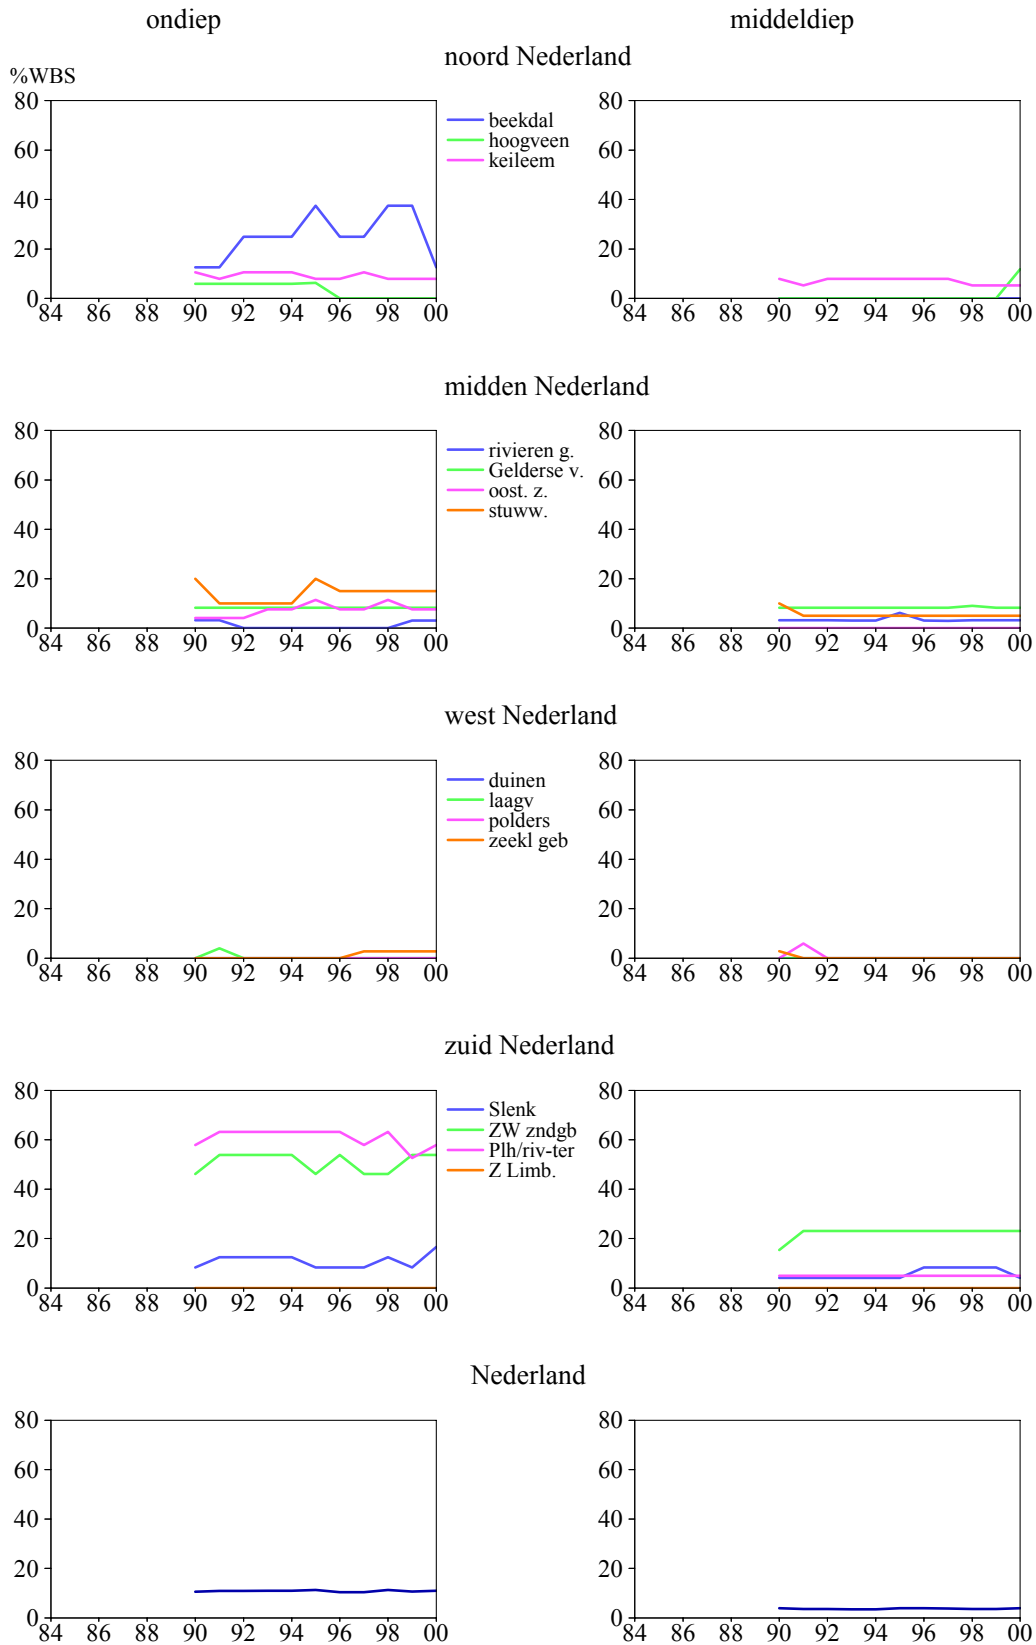 ondiep middeldiep
noord Nederland
%WBS
80
60
40
20
0
84 86 88 90 92 94 96 98 00
beekdal
hoogveen
keileem
80
60
40
20
0
84 86 88 90 92 94 96 98 00
midden Nederland
80
60
40
20
0
84 86 88 90 92 94 96 98 00
rivieren g.
Gelderse v.
oost. z.
stuww.
80
60
40
20
0
84 86 88 90 92 94 96 98 00
west Nederland
80
60
40
20
0
84 86 88 90 92 94 96 98 00
duinen
laagv
polders
zeekl geb
80
60
40
20
0
84 86 88 90 92 94 96 98 00
zuid Nederland
80
60
40
20
0
84 86 88 90 92 94 96 98 00
Slenk
ZW zndgb
Plh/riv-ter
Z Limb.
80
60
40
20
0
84 86 88 90 92 94 96 98 00
Nederland
80
60
40
20
0
84 86 88 90 92 94 96 98 00
80
60
40
20
0
84 86 88 90 92 94 96 98 00